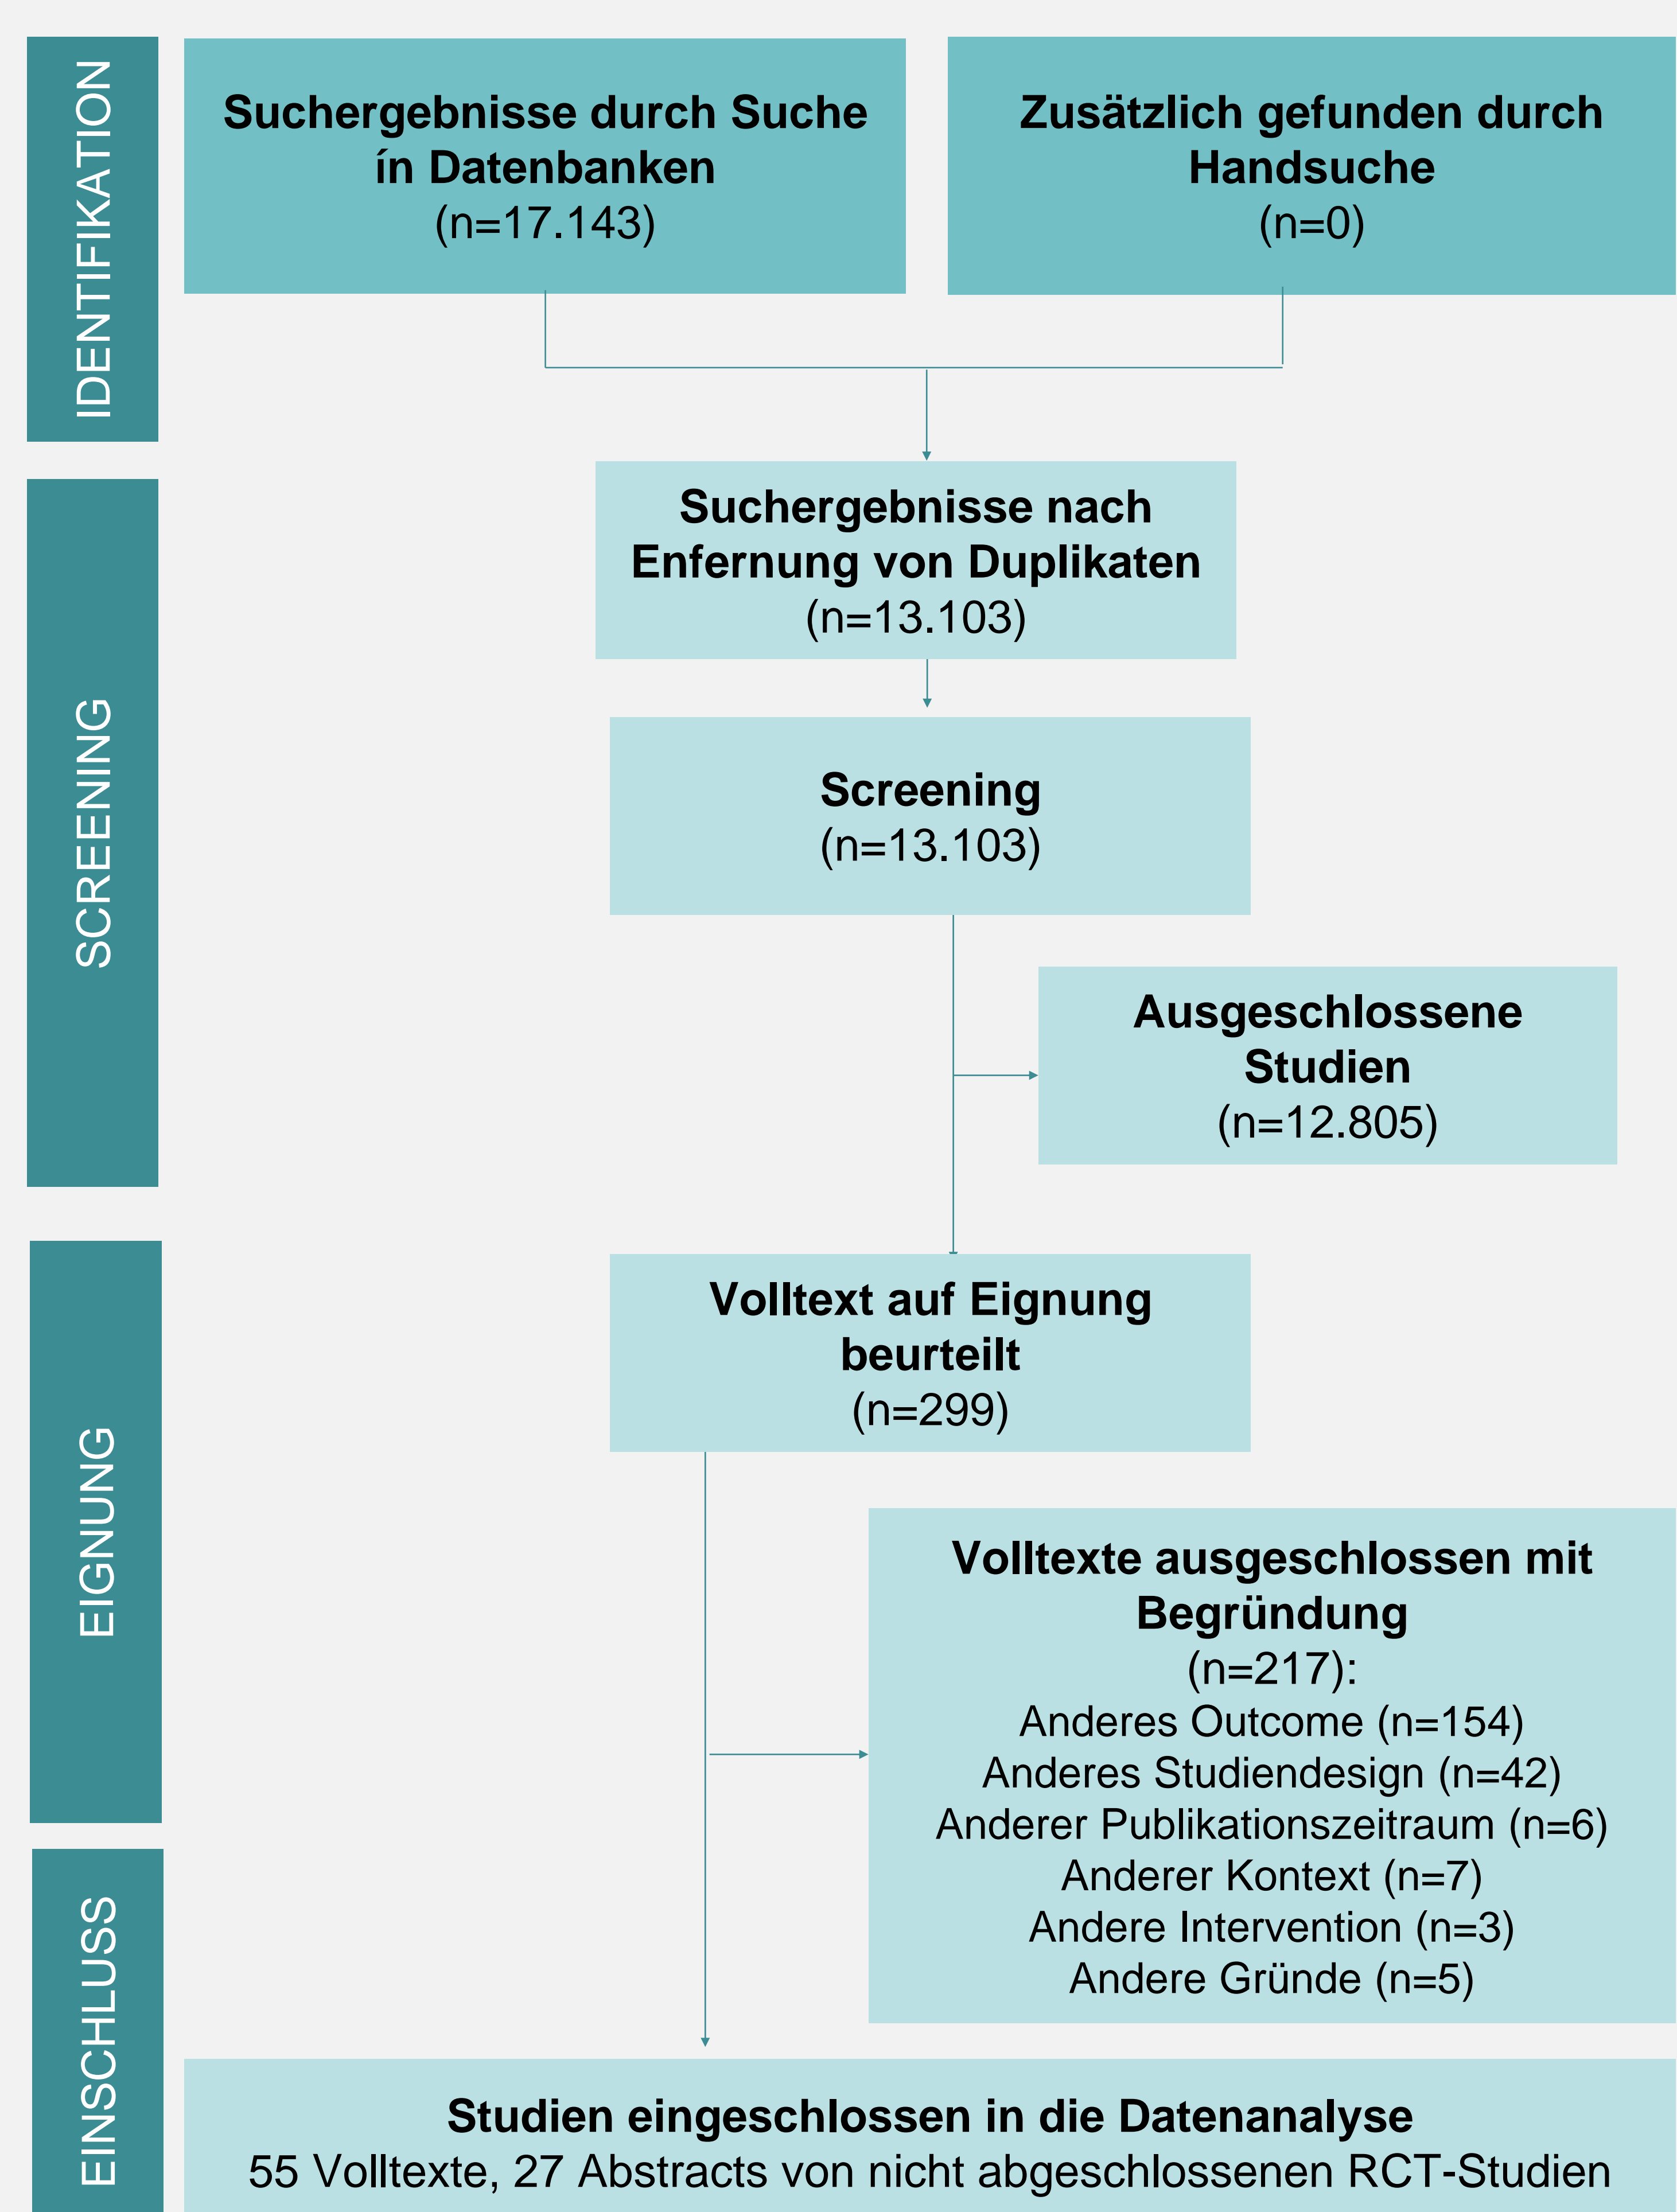 IDENTIFIKATION
Suchergebnisse durch Suche
ín Datenbanken
(n=17.143)
Zusätzlich gefunden durch
Handsuche
(n=0)
SCREENING
Suchergebnisse nach
Enfernung von Duplikaten
(n=13.103)
Screening
(n=13.103)
Ausgeschlossene
Studien
(n=12.805)
EIGNUNG
Volltext auf Eignung
beurteilt
(n=299)
Volltexte ausgeschlossen mit
Begründung
(n=217):
Anderes Outcome (n=154)
Anderes Studiendesign (n=42)
Anderer Publikationszeitraum (n=6)
Anderer Kontext (n=7)
Andere Intervention (n=3)
Andere Gründe (n=5)
EINSCHLUSS
Studien eingeschlossen in die Datenanalyse
55 Volltexte, 27 Abstracts von nicht abgeschlossenen RCT-Studien